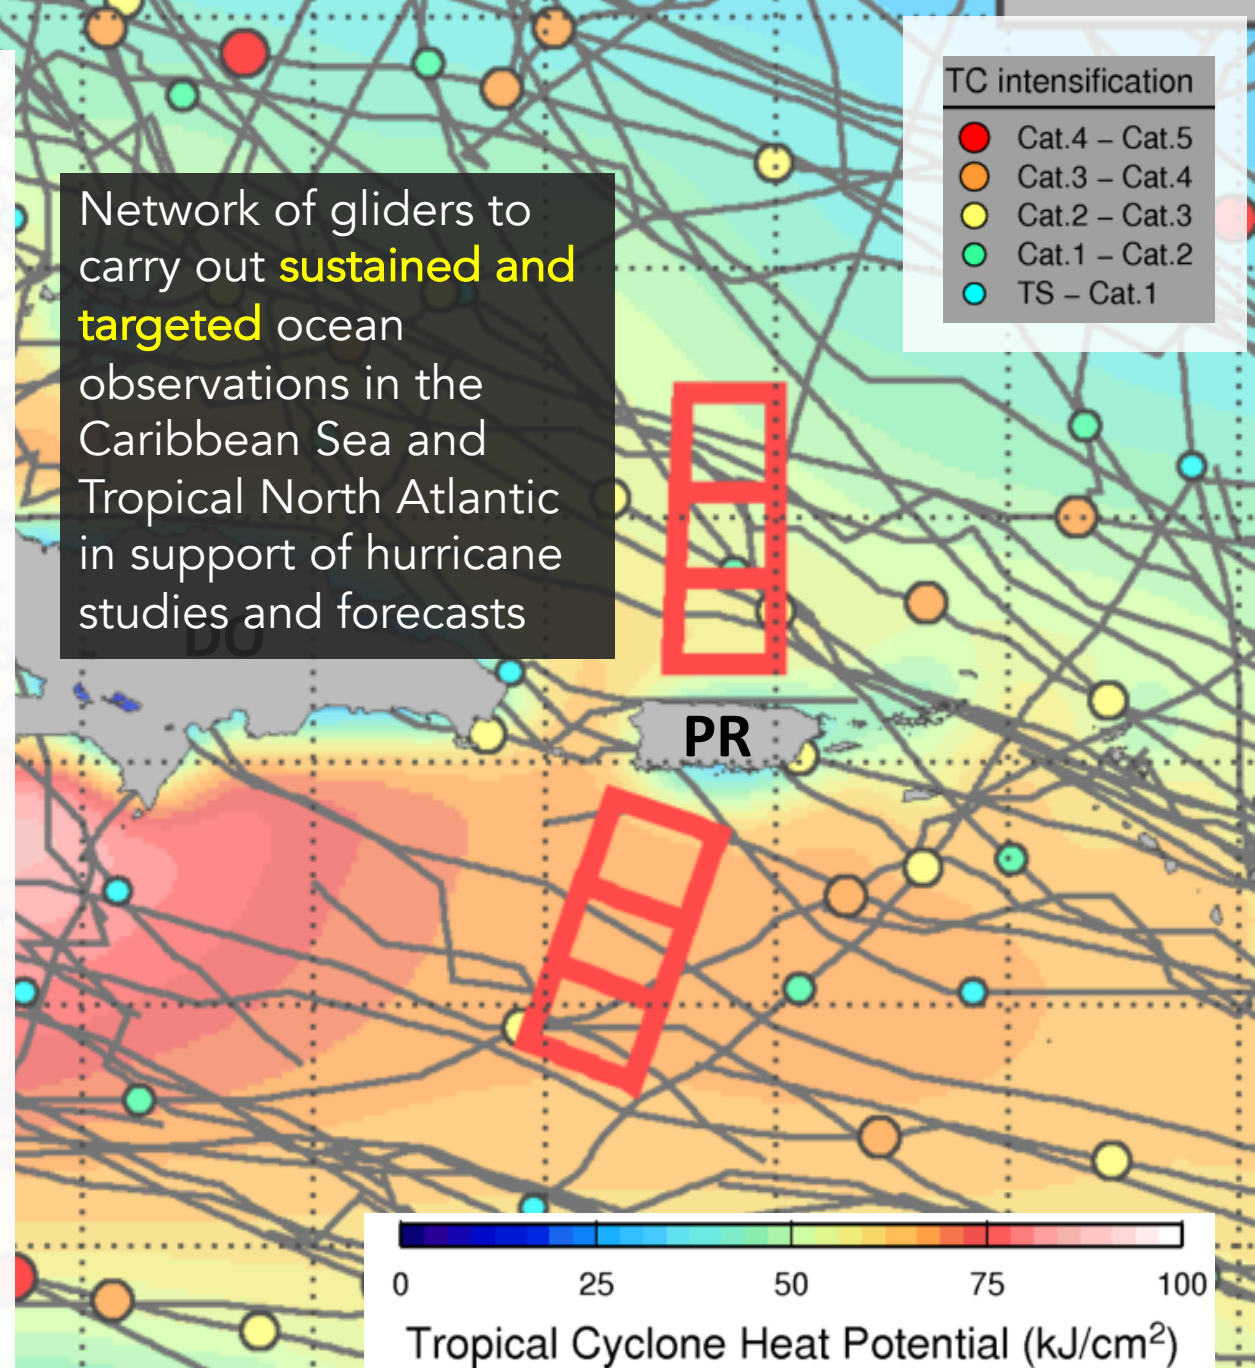 TC intensification
Cat.4 – Cat.5
Cat.3 – Cat.4
Cat.2 – Cat.3
Cat.1 – Cat.2
TS – Cat.1
Network of gliders to
carry out sustained and
targeted ocean
observations in the
Caribbean Sea and
Tropical North Atlantic
in support of hurricane
studies and forecasts
DO
PR
0 25 50 75 100
Tropical Cyclone Heat Potential (kJ/cm²)